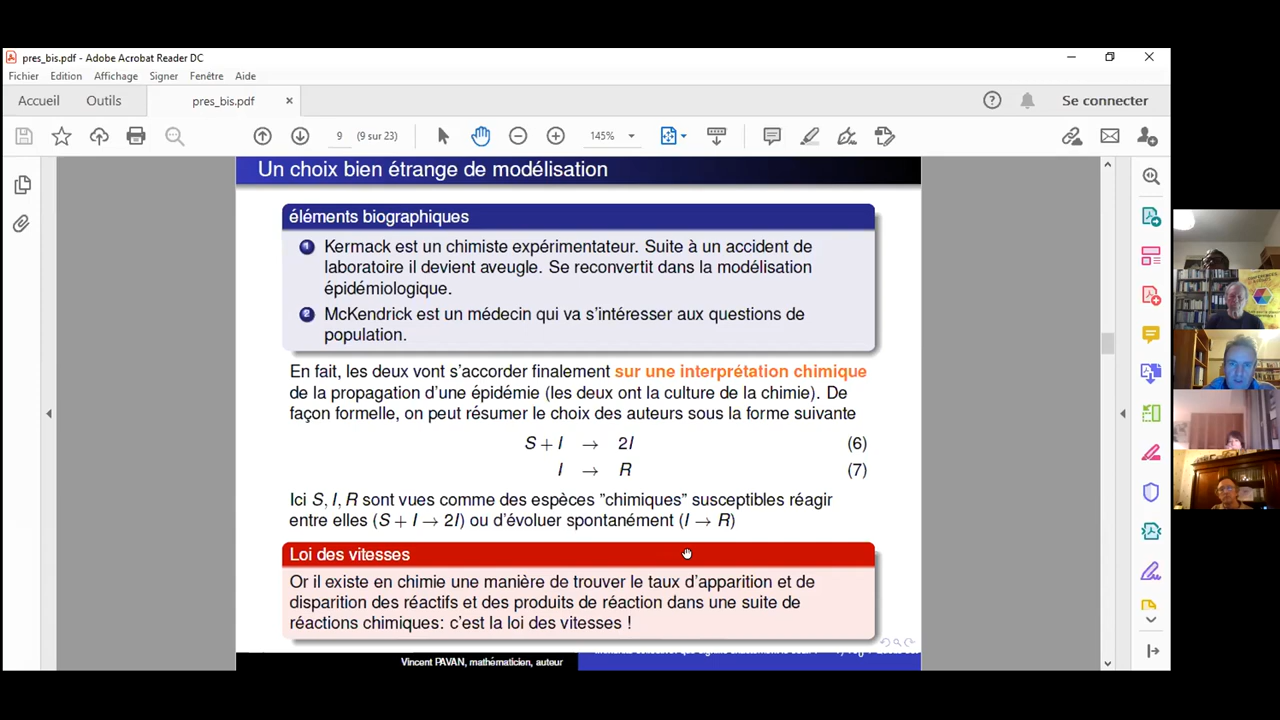 pres_bis.pdf - Adobe Acrobat Reader DC
Fichier Edition Affichage Signer Fenêtre Aide
Accueil Outils pres_bis.pdf Se connecter
9 (9 sur 23) 145%
Un choix bien étrange de modélisation
éléments biographiques
1 Kermack est un chimiste expérimentateur. Suite à un accident de
laboratoire il devient aveugle. Se reconvertit dans la modélisation
épidémiologique.
2 McKendrick est un médecin qui va s'intéresser aux questions de
population.
En fait, les deux vont s'accorder finalement sur une interprétation chimique
de la propagation d'une épidémie (les deux ont la culture de la chimie). De
façon formelle, on peut résumer le choix des auteurs sous la forme suivante
S + I → 2I (6)
I → R (7)
Ici S, I, R sont vues comme des espèces "chimiques" susceptibles réagir
entre elles (S + I → 2I) ou d'évoluer spontanément (I → R)
Loi des vitesses
Or il existe en chimie une manière de trouver le taux d'apparition et de
disparition des réactifs et des produits de réaction dans une suite de
réactions chimiques: c'est la loi des vitesses !
Vincent PAVAN, mathématicien, auteur